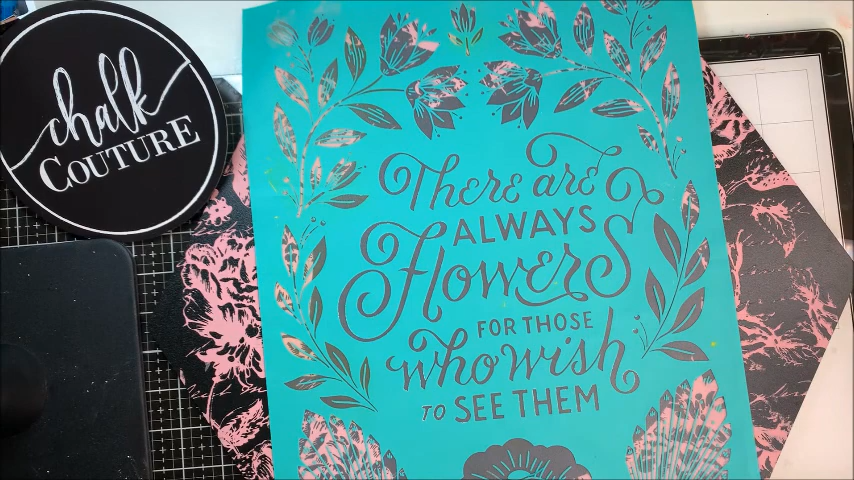 chalk
COUTURE
There are
ALWAYS
Flowers
FOR THOSE
who wish
TO SEE THEM